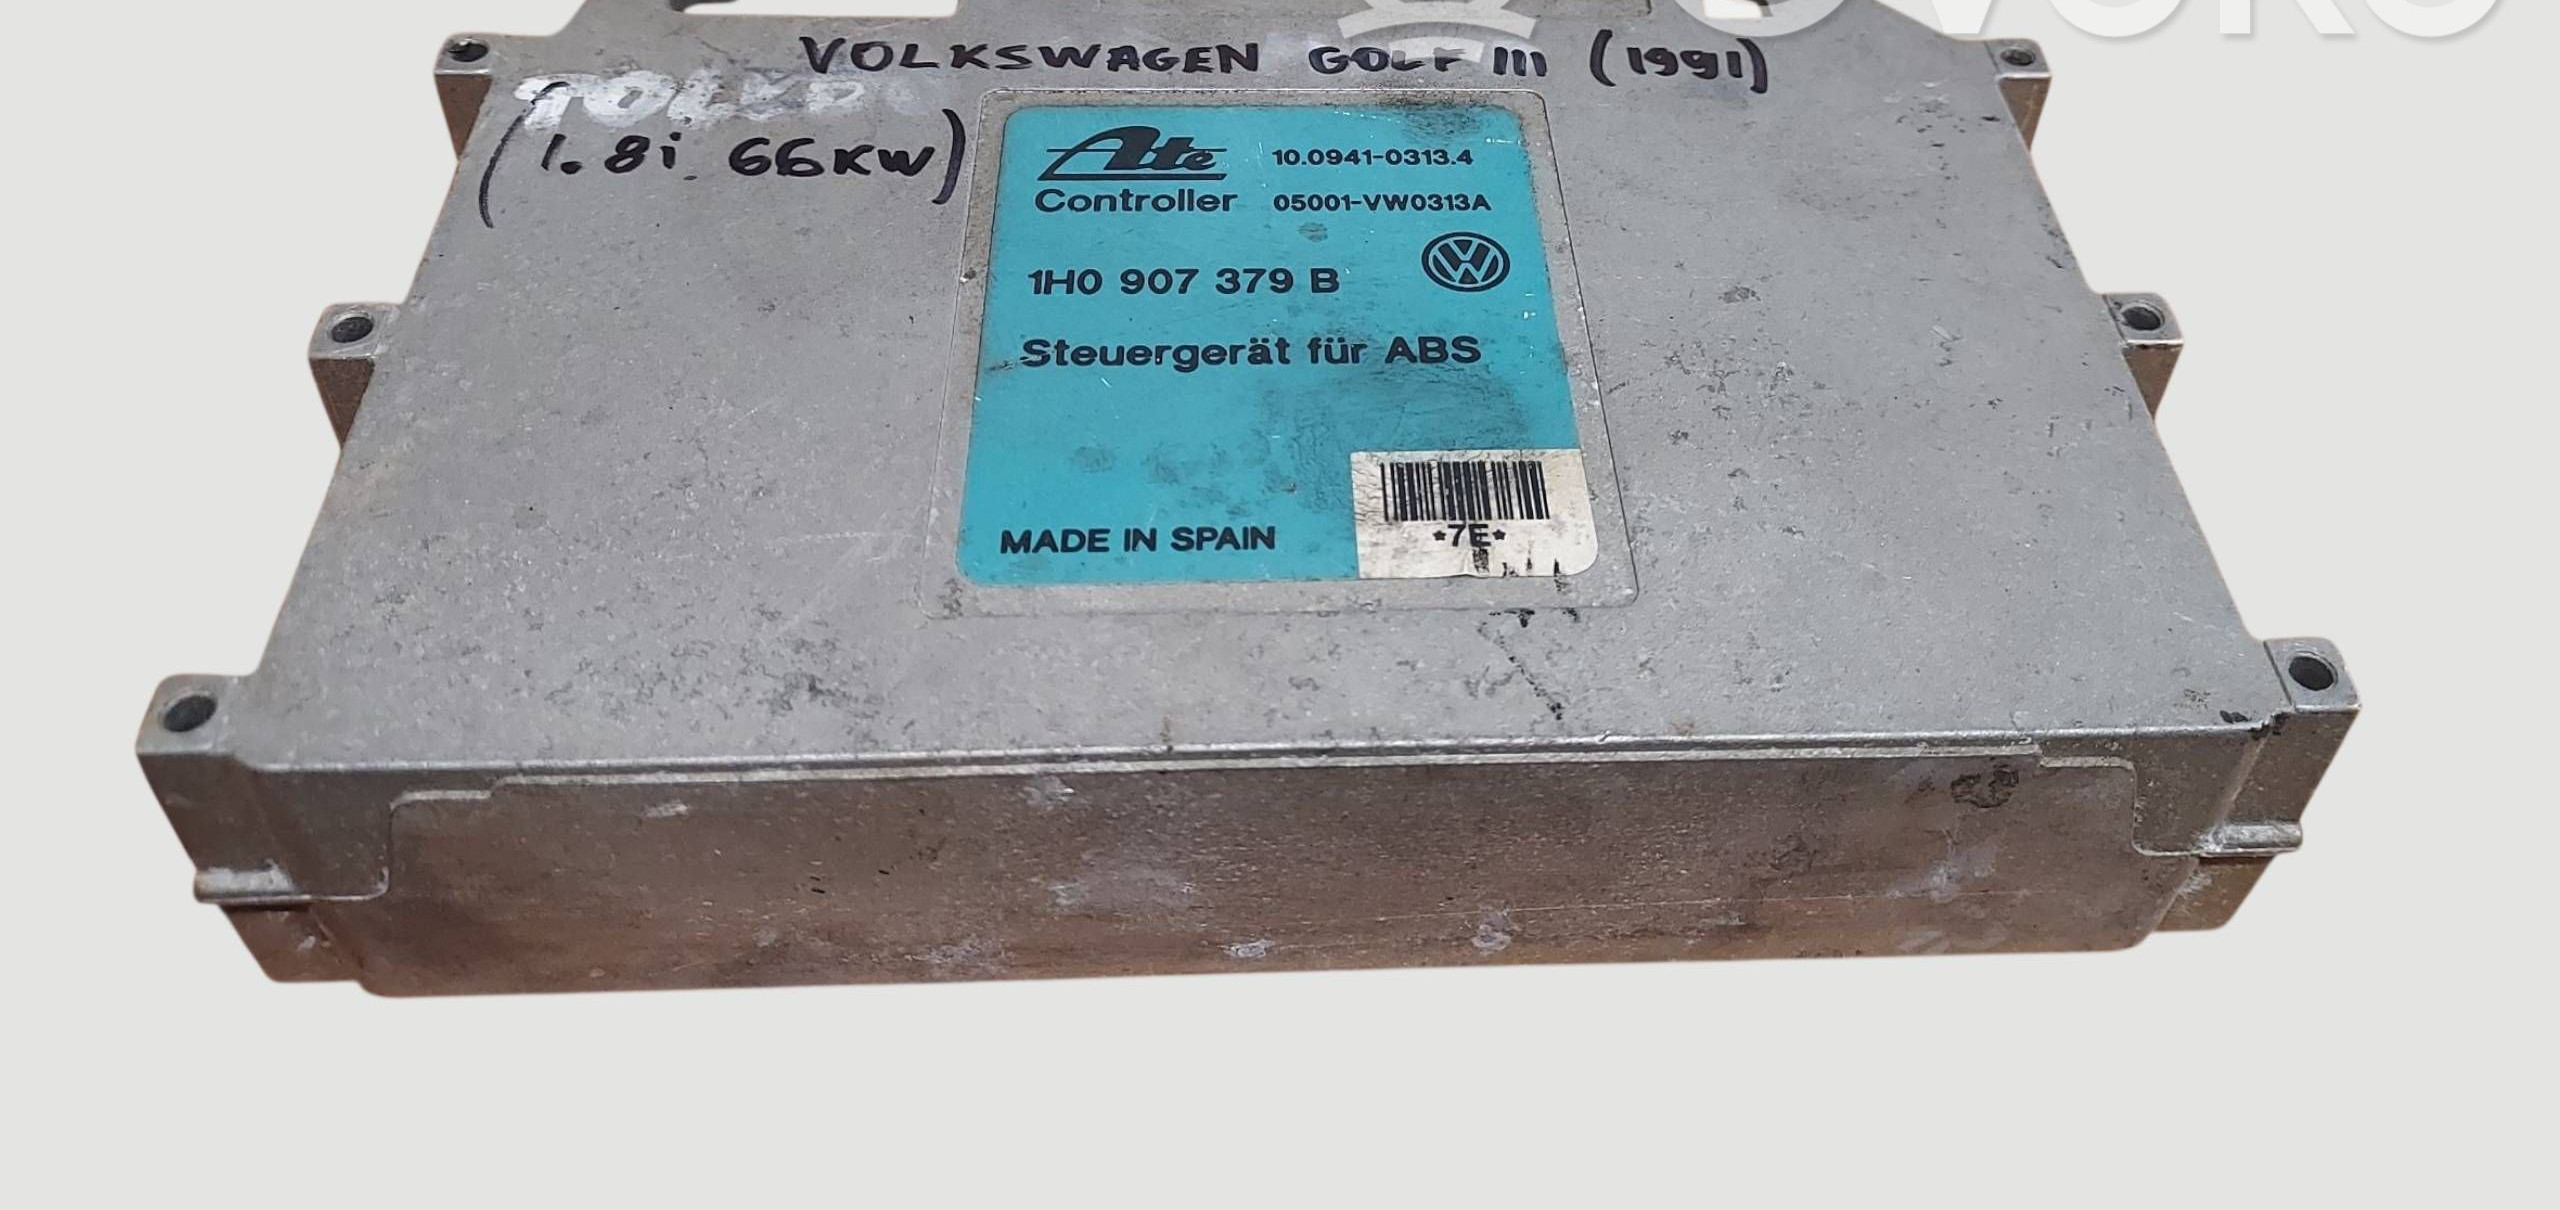 VOLKSWAGEN GOLF III (1991)
(1.8i 66KW)
Ate 10.0941-0313.4
Controller 05001-VW0313A
1H0 907 379 B
Steuergerät für ABS
MADE IN SPAIN
*7E*